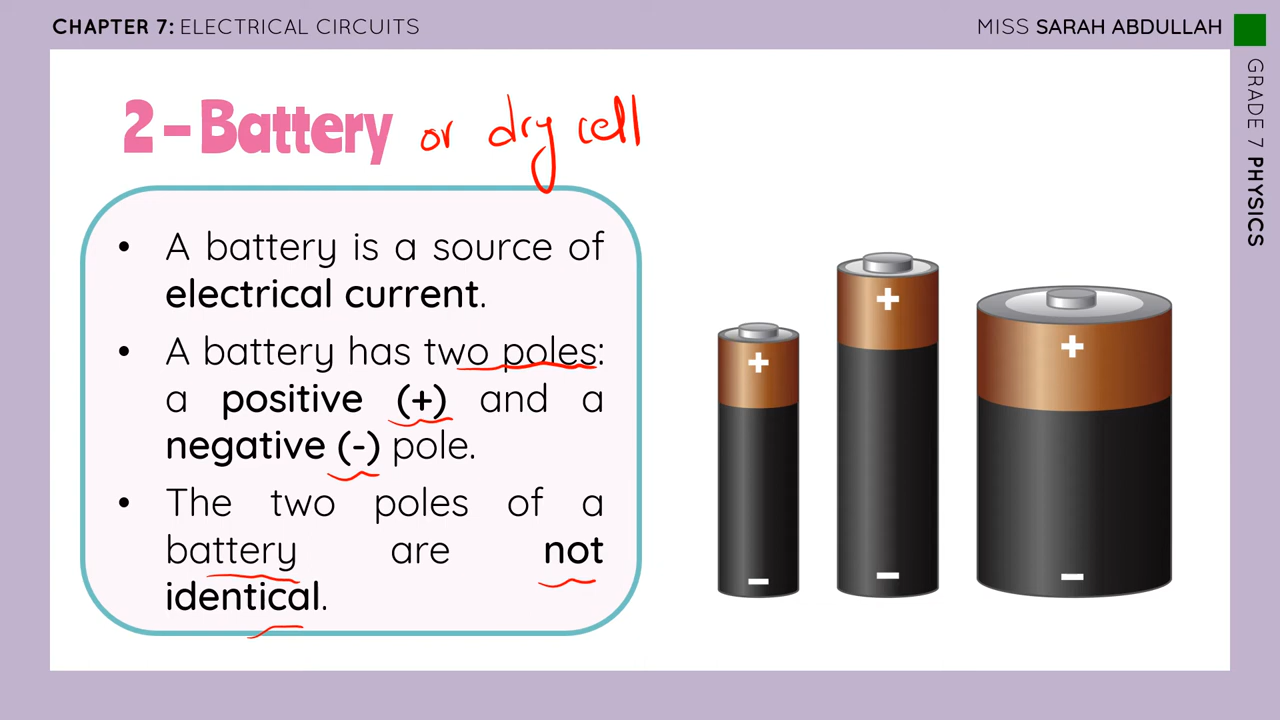 CHAPTER 7: ELECTRICAL CIRCUITS
MISS SARAH ABDULLAH
GRADE 7 PHYSICS
2 - Battery or dry cell
• A battery is a source of
electrical current.
• A battery has two poles:
a positive (+) and a
negative (-) pole.
• The two poles of a
battery are not
identical.
+
+
+
-
-
-